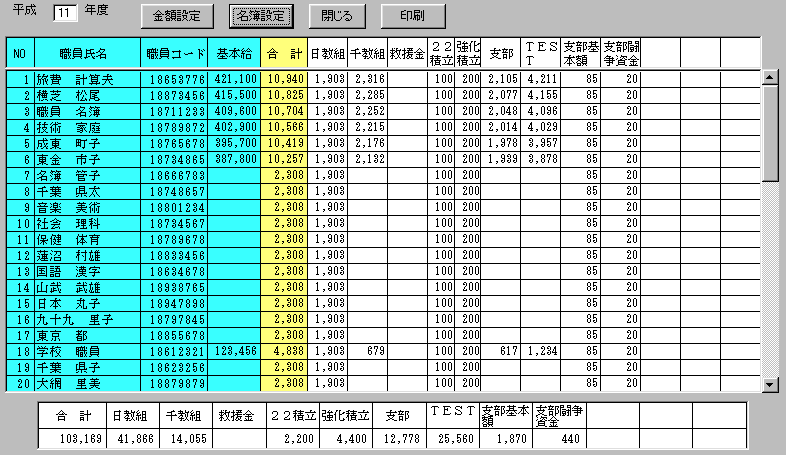 平成 11 年度 金額設定 名簿設定 閉じる 印刷
NO 職員氏名 職員コード 基本給 合 計 日教組 千教組 救援金 ２２積立 強化積立 支部 ＴＥＳＴ 支部基本額 支部闘争資金
1 旅費 計算夫 18653776 421,100 10,940 1,903 2,316 100 200 2,105 4,211 85 20
2 横芝 松尾 18873456 415,500 10,825 1,903 2,285 100 200 2,077 4,155 85 20
3 職員 名簿 18711233 409,600 10,704 1,903 2,252 100 200 2,048 4,096 85 20
4 技術 家庭 18789872 402,900 10,566 1,903 2,215 100 200 2,014 4,029 85 20
5 成東 町子 18765678 395,700 10,419 1,903 2,176 100 200 1,978 3,957 85 20
6 東金 市子 18734865 387,800 10,257 1,903 2,132 100 200 1,939 3,878 85 20
7 名簿 管子 18666783 2,308 1,903 100 200 85 20
8 千葉 県太 18748657 2,308 1,903 100 200 85 20
9 音楽 美術 18801234 2,308 1,903 100 200 85 20
10 社会 理科 18734567 2,308 1,903 100 200 85 20
11 保健 体育 18789678 2,308 1,903 100 200 85 20
12 蓮沼 村雄 18833456 2,308 1,903 100 200 85 20
13 国語 漢字 18634678 2,308 1,903 100 200 85 20
14 山武 武雄 18938765 2,308 1,903 100 200 85 20
15 日本 丸子 18947898 2,308 1,903 100 200 85 20
16 九十九 里子 18797845 2,308 1,903 100 200 85 20
17 東京 都 18855678 2,308 1,903 100 200 85 20
18 学校 職員 18612321 123,456 4,838 1,903 679 100 200 617 1,234 85 20
19 千葉 県子 18623256 2,308 1,903 100 200 85 20
20 大網 里美 18879879 2,308 1,903 100 200 85 20
合 計 日教組 千教組 救援金 ２２積立 強化積立 支部 ＴＥＳＴ 支部基本額 支部闘争資金
103,169 41,866 14,055 2,200 4,400 12,778 25,560 1,870 440